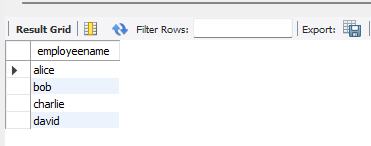 Result Grid Filter Rows: Export:
employeename
alice
bob
charlie
david